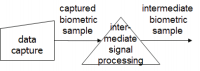 captured
biometric
sample
intermediate
biometric
sample
data
capture
inter-
mediate
signal
processing